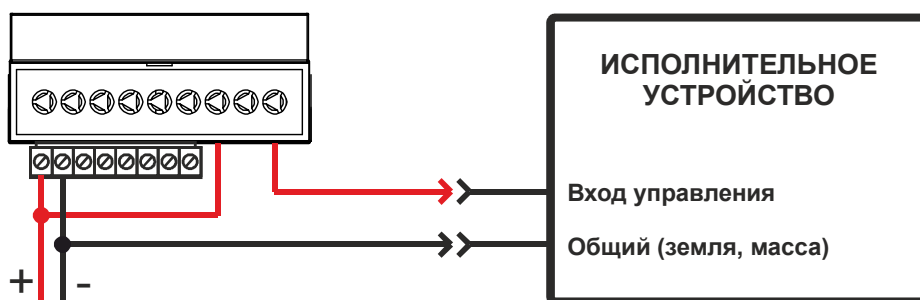 ИСПОЛНИТЕЛЬНОЕ
УСТРОЙСТВО
Вход управления
Общий (земля, масса)
+ -